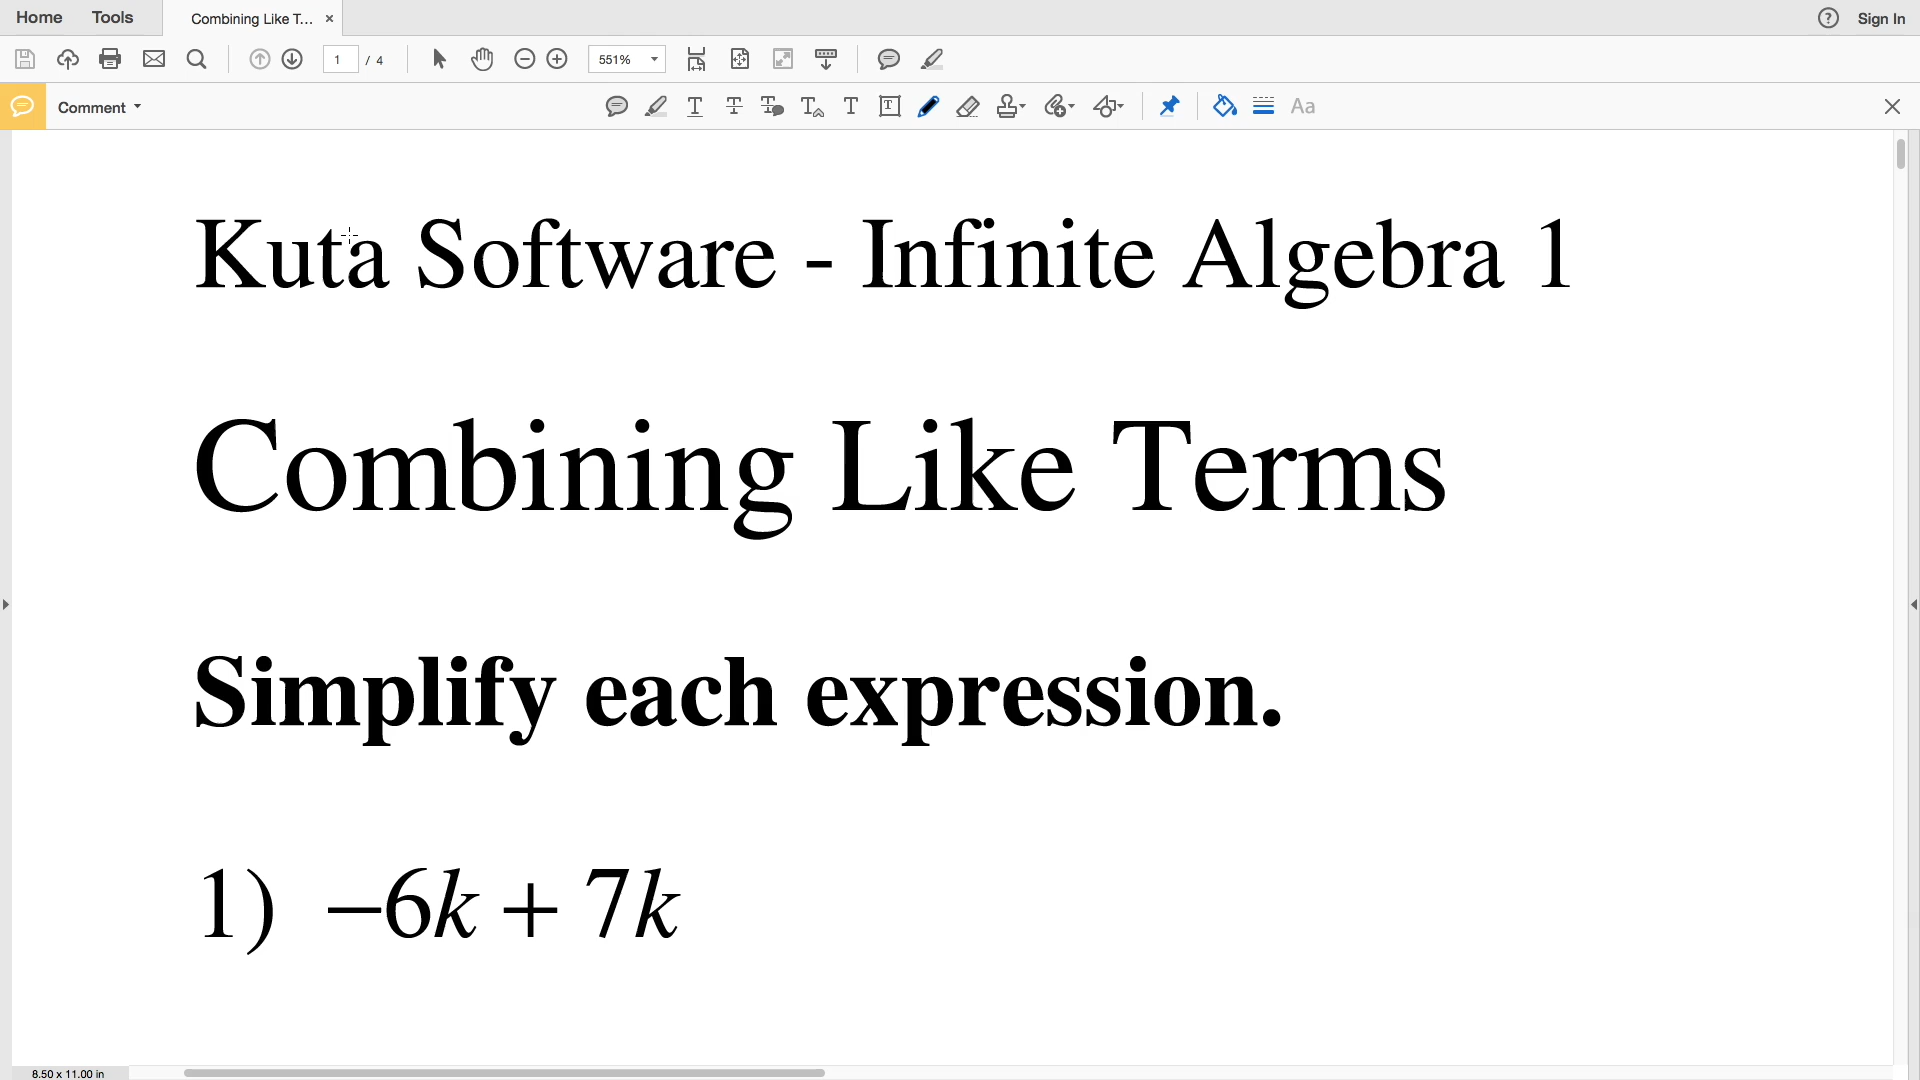 Home Tools Combining Like T... × ? Sign In
1 / 4 551%
Comment Aa
Kuta Software - Infinite Algebra 1
Combining Like Terms
Simplify each expression.
1) −6k + 7k
8.50 x 11.00 in